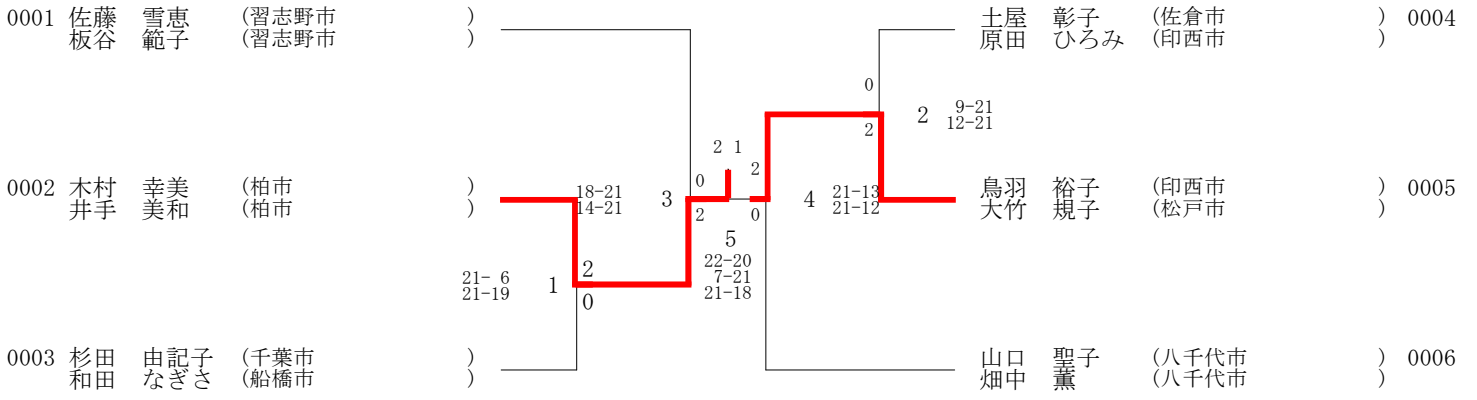 0001 佐藤 雪恵 (習志野市 )
板谷 範子 (習志野市 )
土屋 彰子 (佐倉市 ) 0004
原田 ひろみ (印西市 )
0
2 9-21
12-21
2
2 1
2
0002 木村 幸美 (柏市 )
井手 美和 (柏市 )
18-21
14-21
3
0
2
0
4
21-13
21-12
鳥羽 裕子 (印西市 ) 0005
大竹 規子 (松戸市 )
5
22-20
7-21
21-18
21- 6
21-19
1
2
0
0003 杉田 由記子 (千葉市 )
和田 なぎさ (船橋市 )
山口 聖子 (八千代市 ) 0006
畑中 薫 (八千代市 )